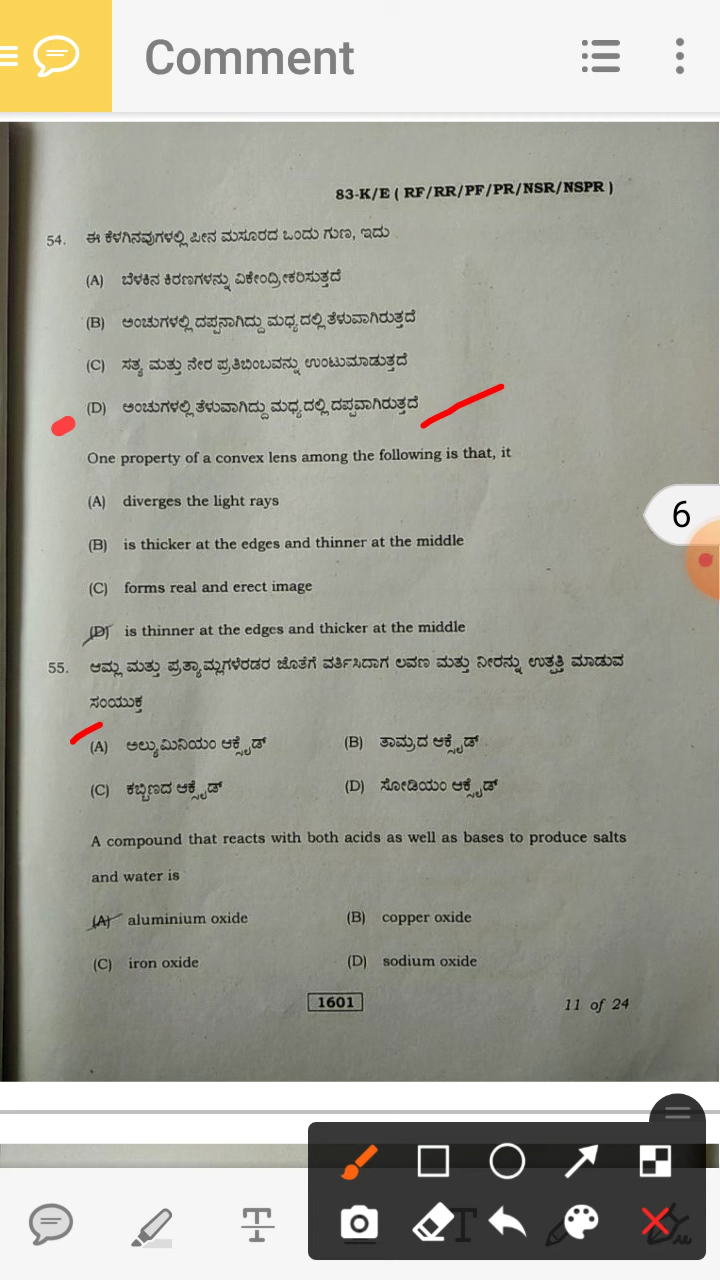 Comment
83-K/E ( RF/RR/PF/PR/NSR/NSPR )
54. ಈ ಕೆಳಗಿನವುಗಳಲ್ಲಿ ಪೀನ ಮಸೂರದ ಒಂದು ಗುಣ, ಇದು
(A) ಬೆಳಕಿನ ಕಿರಣಗಳನ್ನು ವಿಕೇಂದ್ರೀಕರಿಸುತ್ತದೆ
(B) ಅಂಚುಗಳಲ್ಲಿ ದಪ್ಪನಾಗಿದ್ದು ಮಧ್ಯದಲ್ಲಿ ತೆಳುವಾಗಿರುತ್ತದೆ
(C) ಸತ್ಯ ಮತ್ತು ನೇರ ಪ್ರತಿಬಿಂಬವನ್ನು ಉಂಟುಮಾಡುತ್ತದೆ
(D) ಅಂಚುಗಳಲ್ಲಿ ತೆಳುವಾಗಿದ್ದು ಮಧ್ಯದಲ್ಲಿ ದಪ್ಪವಾಗಿರುತ್ತದೆ
One property of a convex lens among the following is that, it
(A) diverges the light rays
6
(B) is thicker at the edges and thinner at the middle
(C) forms real and erect image
(D) is thinner at the edges and thicker at the middle
55. ಆಮ್ಲ ಮತ್ತು ಪ್ರತ್ಯಾಮ್ಲಗಳೆರಡರ ಜೊತೆಗೆ ವರ್ತಿಸಿದಾಗ ಲವಣ ಮತ್ತು ನೀರನ್ನು ಉತ್ಪತ್ತಿ ಮಾಡುವ
ಸಂಯುಕ್ತ
(A) ಅಲ್ಯುಮಿನಿಯಂ ಆಕ್ಸೈಡ್ (B) ತಾಮ್ರದ ಆಕ್ಸೈಡ್
(C) ಕಬ್ಬಿಣದ ಆಕ್ಸೈಡ್ (D) ಸೋಡಿಯಂ ಆಕ್ಸೈಡ್
A compound that reacts with both acids as well as bases to produce salts
and water is
(A) aluminium oxide (B) copper oxide
(C) iron oxide (D) sodium oxide
1601 11 of 24